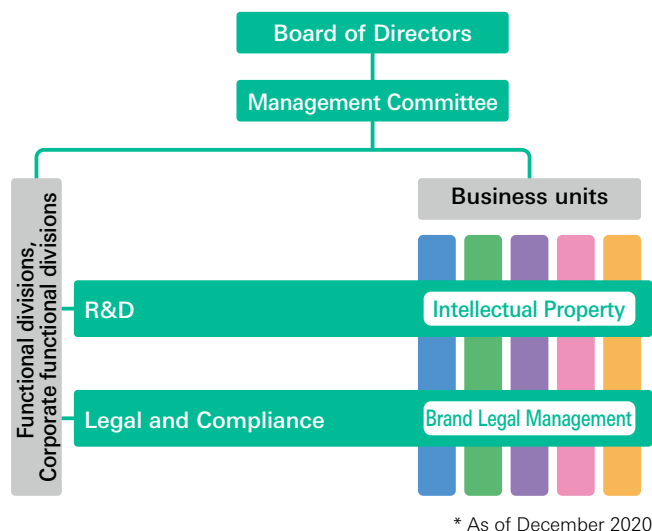 Board of Directors
Management Committee
Functional divisions,
Corporate functional divisions
Business units
R&D
Intellectual Property
Legal and Compliance
Brand Legal Management
* As of December 2020